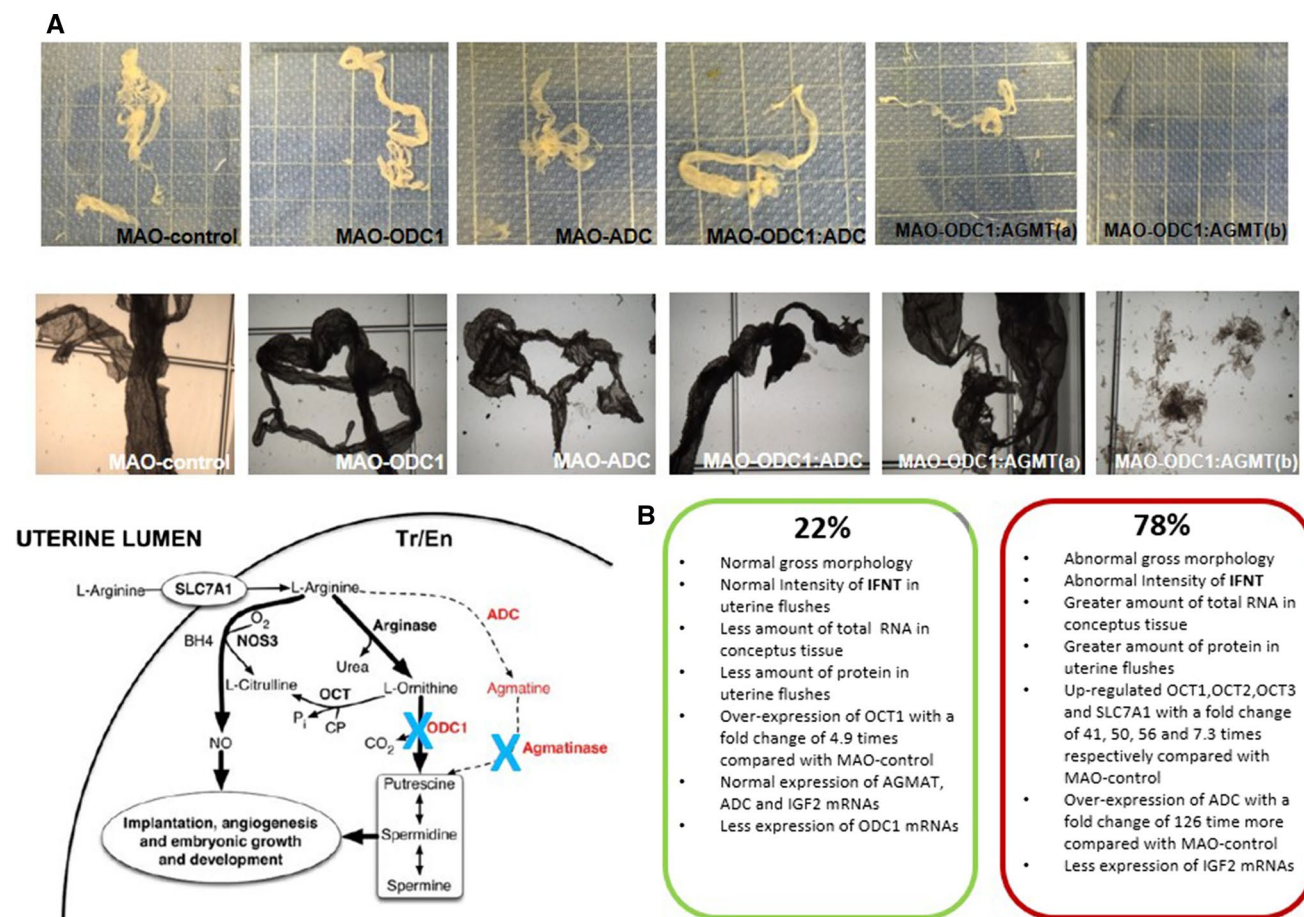 A
MAO-control
MAO-ODC1
MAO-ADC
MAO-ODC1:ADC
MAO-ODC1:AGMT(a)
MAO-ODC1:AGMT(b)
MAO-control
MAO-ODC1
MAO-ADC
MAO-ODC1:ADC
MAO-ODC1:AGMT(a)
MAO-ODC1:AGMT(b)
UTERINE LUMEN
Tr/En
L-Arginine
SLC7A1
L-Arginine
ADC
O2
BH4
NOS3
Arginase
Urea
L-Citrulline
OCT
L-Ornithine
Agmatine
Pi
CP
ODC1
CO2
X
X
Agmatinase
NO
Putrescine
Implantation, angiogenesis
and embryonic growth
and development
Spermidine
Spermine
B
22%
• Normal gross morphology
• Normal Intensity of IFNT in
uterine flushes
• Less amount of total RNA in
conceptus tissue
• Less amount of protein in
uterine flushes
• Over-expression of OCT1 with a
fold change of 4.9 times
compared with MAO-control
• Normal expression of AGMAT,
ADC and IGF2 mRNAs
• Less expression of ODC1 mRNAs
78%
• Abnormal gross morphology
• Abnormal Intensity of IFNT
• Greater amount of total RNA in
conceptus tissue
• Greater amount of protein in
uterine flushes
• Up-regulated OCT1,OCT2,OCT3
and SLC7A1 with a fold change
of 41, 50, 56 and 7.3 times
respectively compared with
MAO-control
• Over-expression of ADC with a
fold change of 126 time more
compared with MAO-control
• Less expression of IGF2 mRNAs